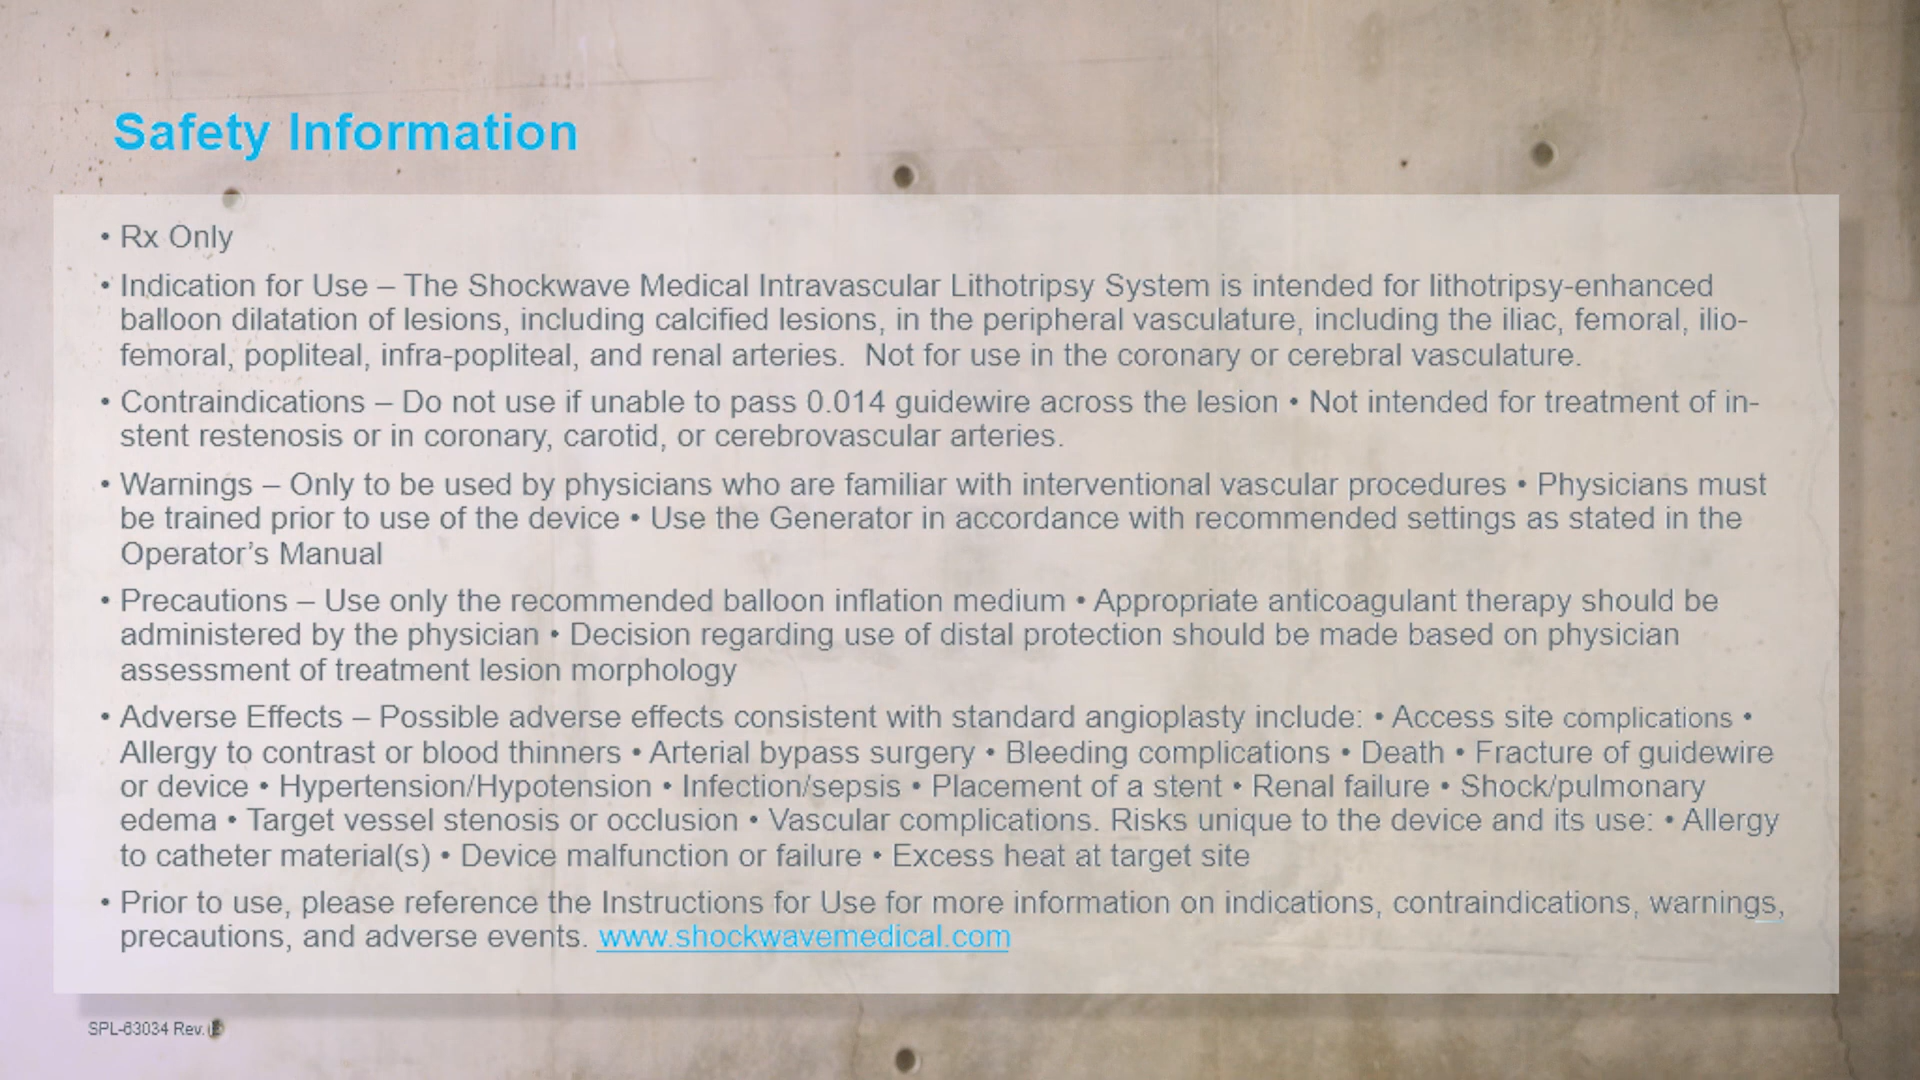 Safety Information
• Rx Only
• Indication for Use – The Shockwave Medical Intravascular Lithotripsy System is intended for lithotripsy-enhanced
balloon dilatation of lesions, including calcified lesions, in the peripheral vasculature, including the iliac, femoral, ilio-
femoral, popliteal, infra-popliteal, and renal arteries.  Not for use in the coronary or cerebral vasculature.
• Contraindications – Do not use if unable to pass 0.014 guidewire across the lesion • Not intended for treatment of in-
stent restenosis or in coronary, carotid, or cerebrovascular arteries.
• Warnings – Only to be used by physicians who are familiar with interventional vascular procedures • Physicians must
be trained prior to use of the device • Use the Generator in accordance with recommended settings as stated in the
Operator’s Manual
• Precautions – Use only the recommended balloon inflation medium • Appropriate anticoagulant therapy should be
administered by the physician • Decision regarding use of distal protection should be made based on physician
assessment of treatment lesion morphology
• Adverse Effects – Possible adverse effects consistent with standard angioplasty include: • Access site complications •
Allergy to contrast or blood thinners • Arterial bypass surgery • Bleeding complications • Death • Fracture of guidewire
or device • Hypertension/Hypotension • Infection/sepsis • Placement of a stent • Renal failure • Shock/pulmonary
edema • Target vessel stenosis or occlusion • Vascular complications. Risks unique to the device and its use: • Allergy
to catheter material(s) • Device malfunction or failure • Excess heat at target site
• Prior to use, please reference the Instructions for Use for more information on indications, contraindications, warnings,
precautions, and adverse events. www.shockwavemedical.com
SPL-63034 Rev.